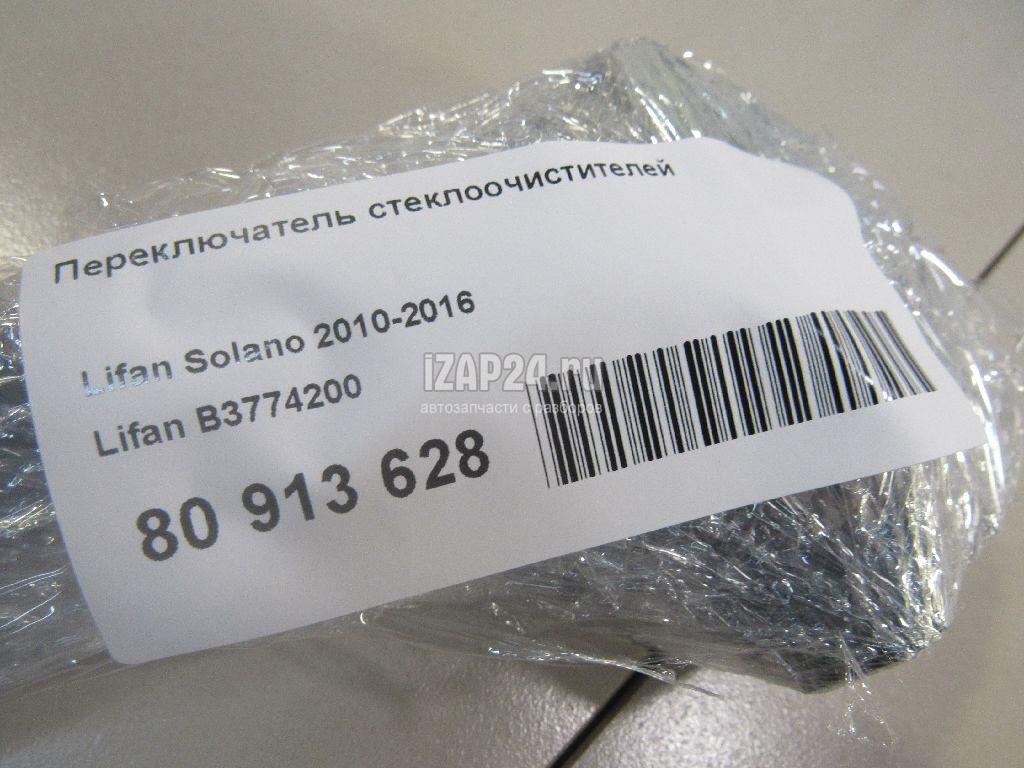 Переключатель стеклоочистителей
Lifan Solano 2010-2016
Lifan B3774200
80 913 628
iZAP24.ru
автозапчасти с разборов